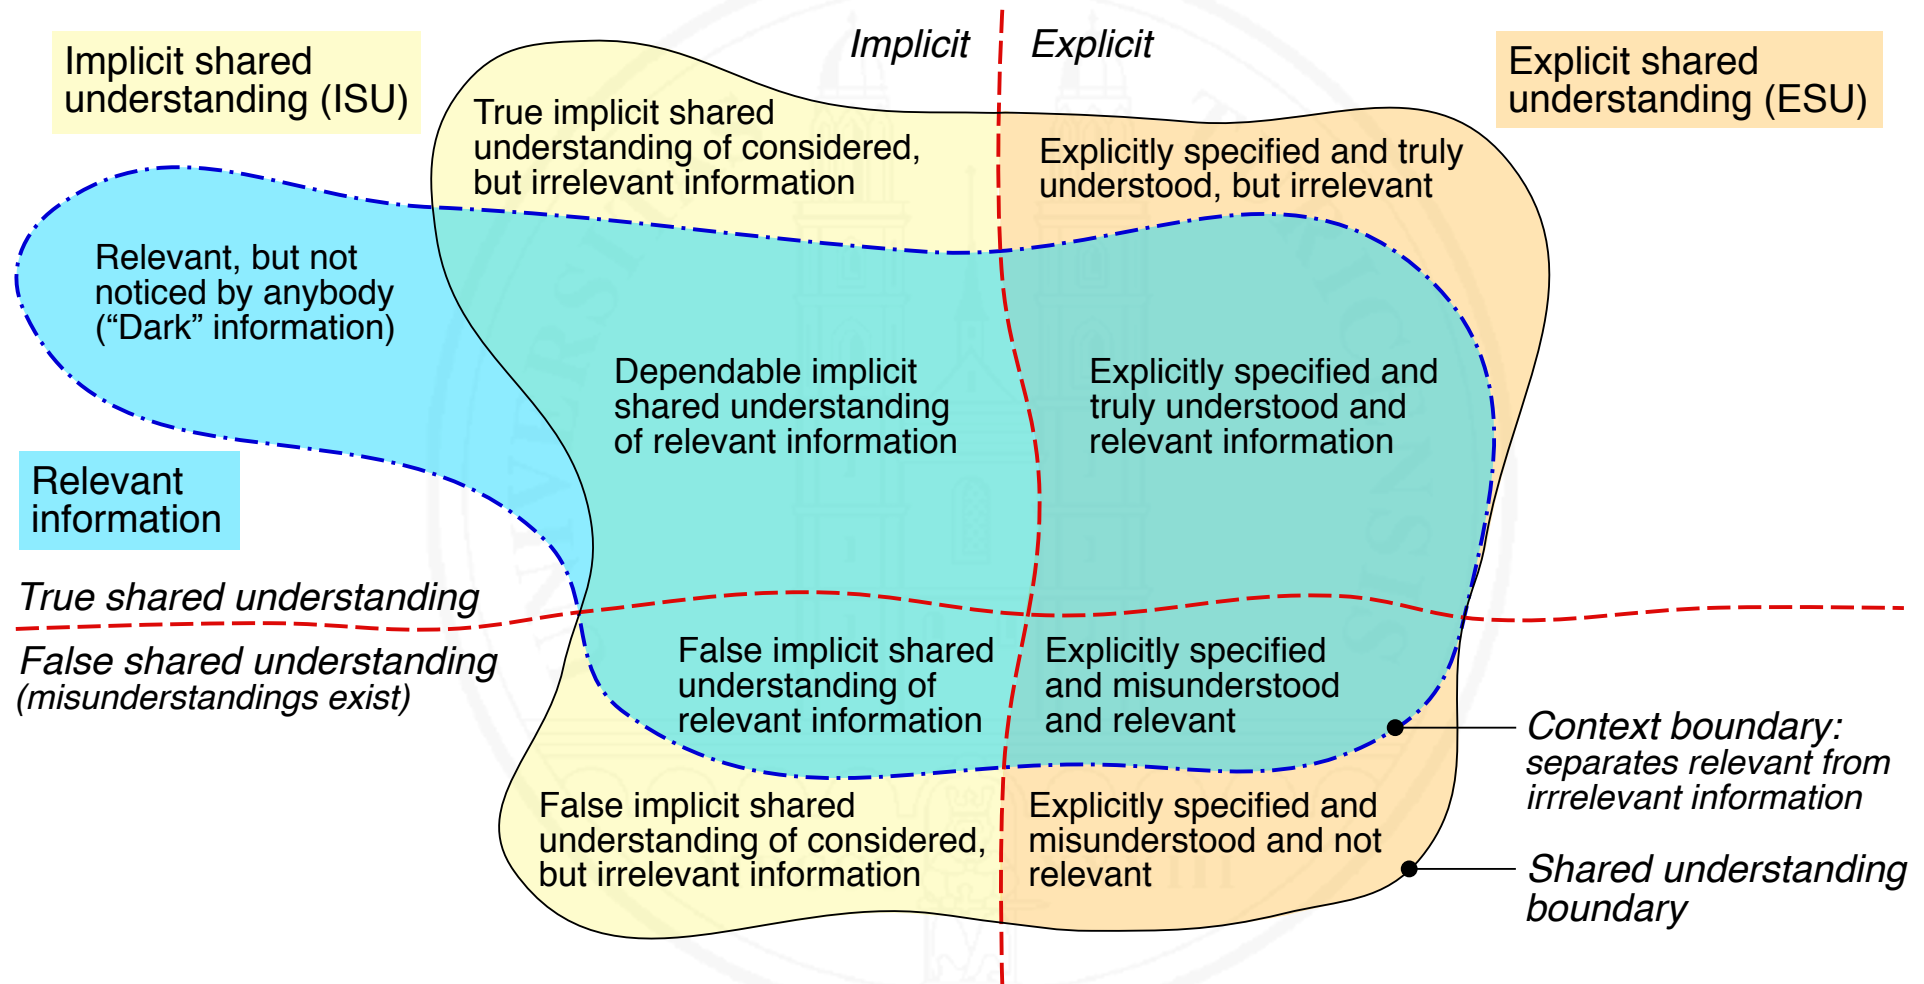 Implicit shared
understanding (ISU)
Implicit
Explicit
Explicit shared
understanding (ESU)
True implicit shared
understanding of considered,
but irrelevant information
Explicitly specified and truly
understood, but irrelevant
Relevant, but not
noticed by anybody
(“Dark” information)
Dependable implicit
shared understanding
of relevant information
Explicitly specified and
truly understood and
relevant information
Relevant
information
True shared understanding
False shared understanding
(misunderstandings exist)
False implicit shared
understanding of
relevant information
Explicitly specified
and misunderstood
and relevant
Context boundary:
separates relevant from
irrrelevant information
False implicit shared
understanding of considered,
but irrelevant information
Explicitly specified and
misunderstood and not
relevant
Shared understanding
boundary